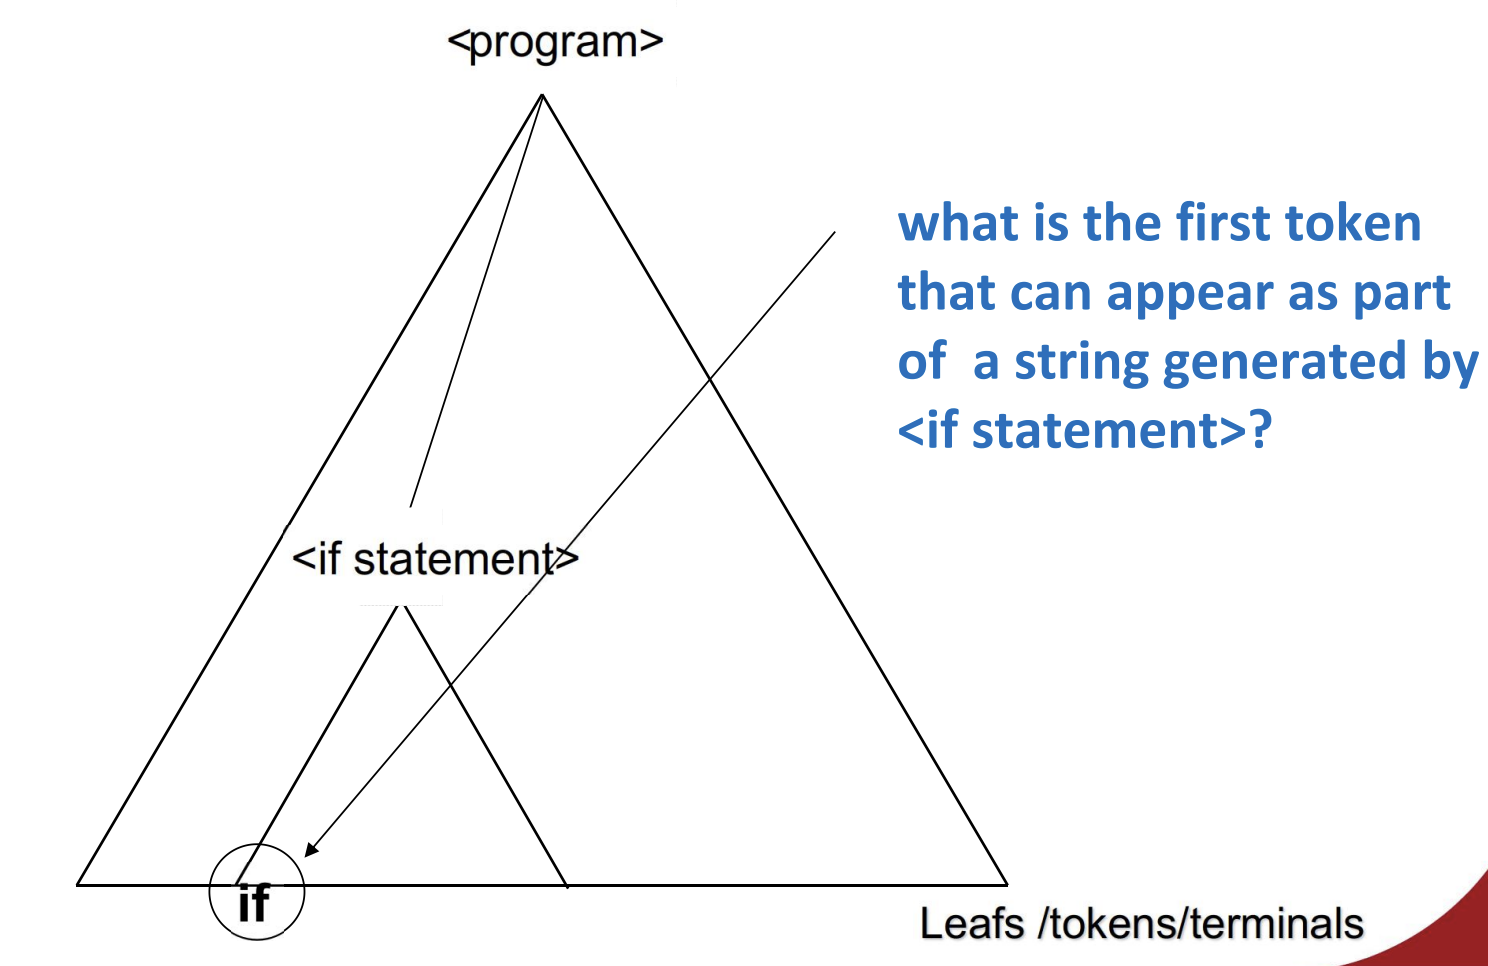 <program>
what is the first token
that can appear as part
of a string generated by
<if statement>?
<if statement>
if
Leafs /tokens/terminals